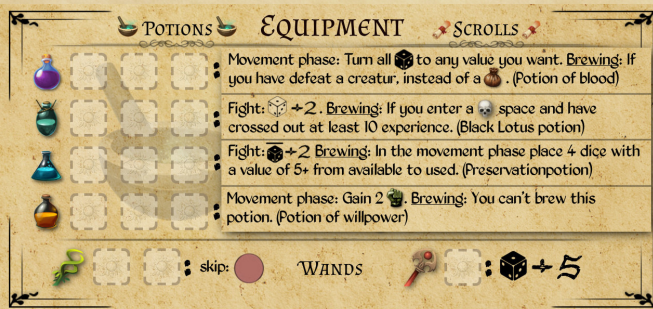 POTIONS EQUIPMENT SCROLLS
: Movement phase: Turn all to any value you want. Brewing: If
you have defeat a creatur, instead of a . (Potion of blood)
: Fight: ÷2. Brewing: If you enter a space and have
crossed out at least 10 experience. (Black Lotus potion)
: Fight: ÷2 Brewing: In the movement phase place 4 dice with
a value of 5+ from available to used. (Preservationpotion)
: Movement phase: Gain 2 . Brewing: You can't brew this
potion. (Potion of willpower)
: skip: WANDS : ÷5